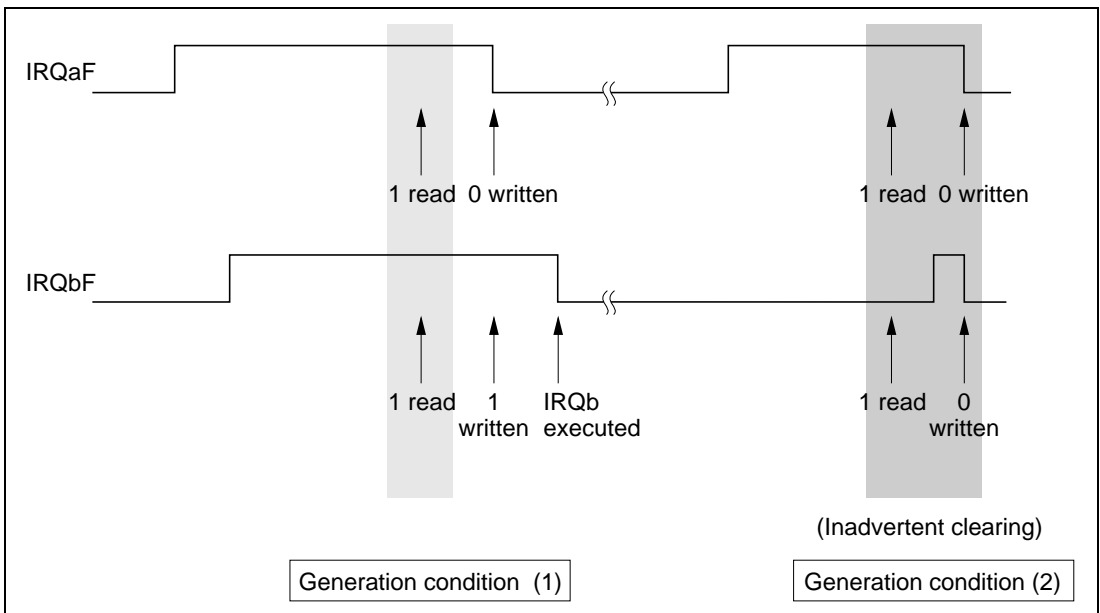 IRQaF
1 read 0 written
1 read 0 written
IRQbF
1 read 1 written
IRQb executed
1 read 0 written
(Inadvertent clearing)
Generation condition (1)
Generation condition (2)